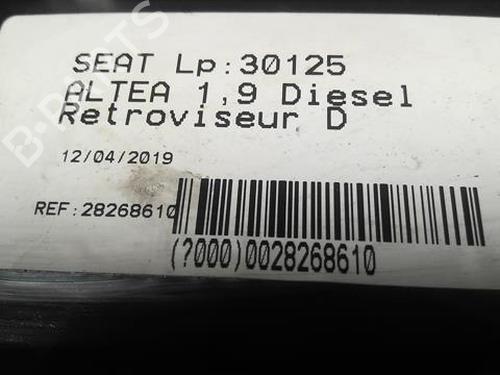 SEAT Lp:30125
ALTEA 1,9 Diesel
Retroviseur D
12/04/2019
REF:28268610
(?000)0028268610
B-PARTS